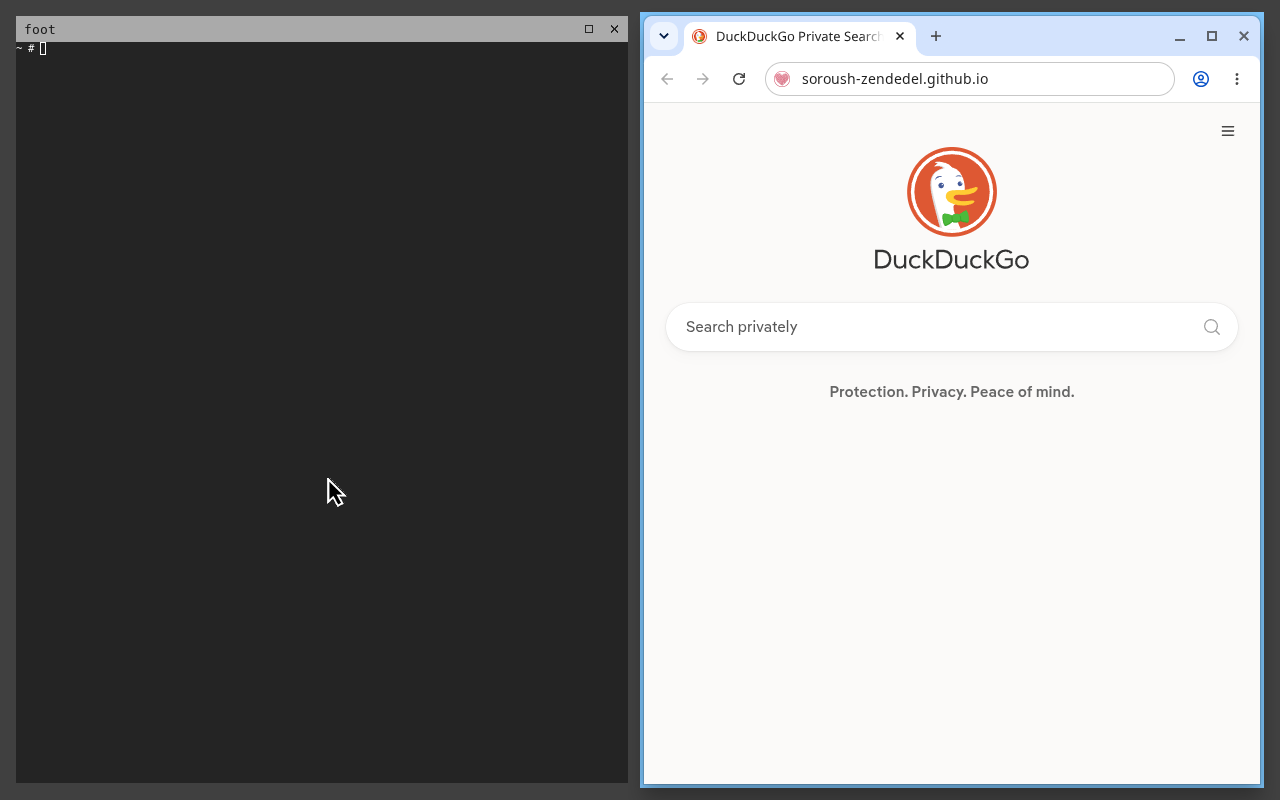 foot
~ #
DuckDuckGo Private Search
soroush-zendedel.github.io
DuckDuckGo
Search privately
Protection. Privacy. Peace of mind.